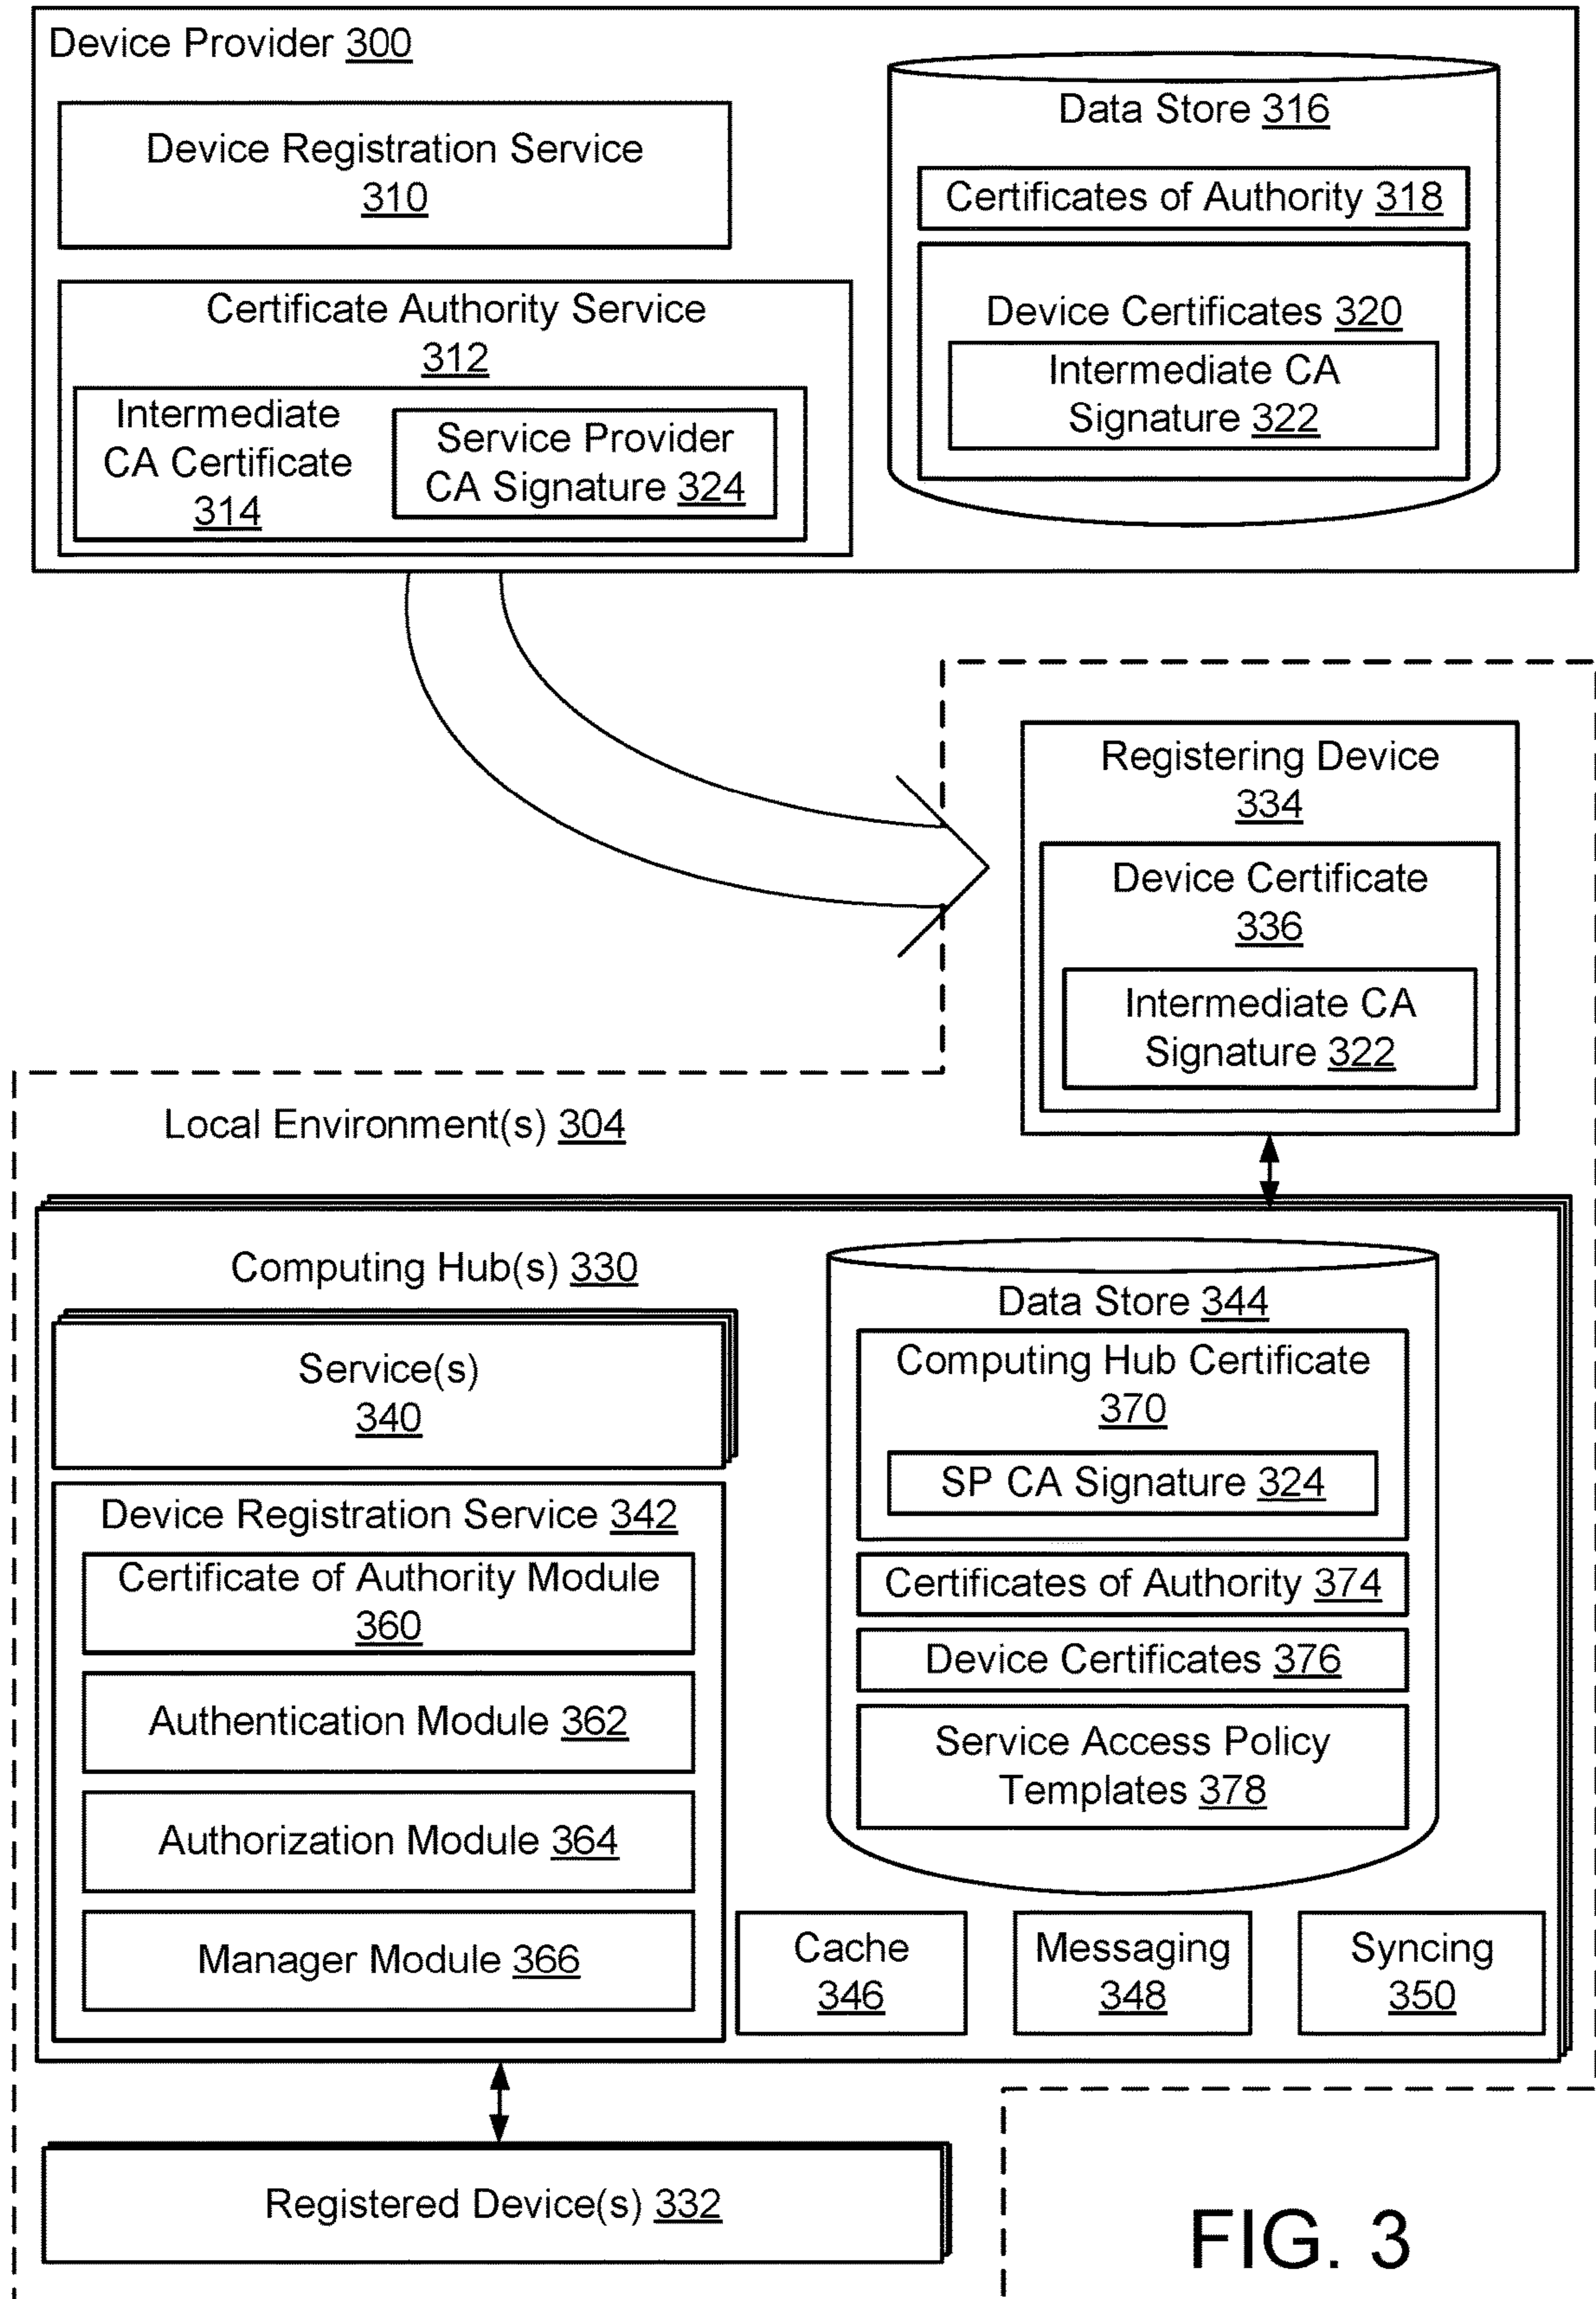 Device Provider 300
Device Registration Service
310
Certificate Authority Service
312
Intermediate
CA Certificate
314
Service Provider
CA Signature 324
Data Store 316
Certificates of Authority 318
Device Certificates 320
Intermediate CA
Signature 322
Registering Device
334
Device Certificate
336
Intermediate CA
Signature 322
Local Environment(s) 304
Computing Hub(s) 330
Service(s)
340
Device Registration Service 342
Certificate of Authority Module
360
Authentication Module 362
Authorization Module 364
Manager Module 366
Data Store 344
Computing Hub Certificate
370
SP CA Signature 324
Certificates of Authority 374
Device Certificates 376
Service Access Policy
Templates 378
Cache
346
Messaging
348
Syncing
350
Registered Device(s) 332
FIG. 3